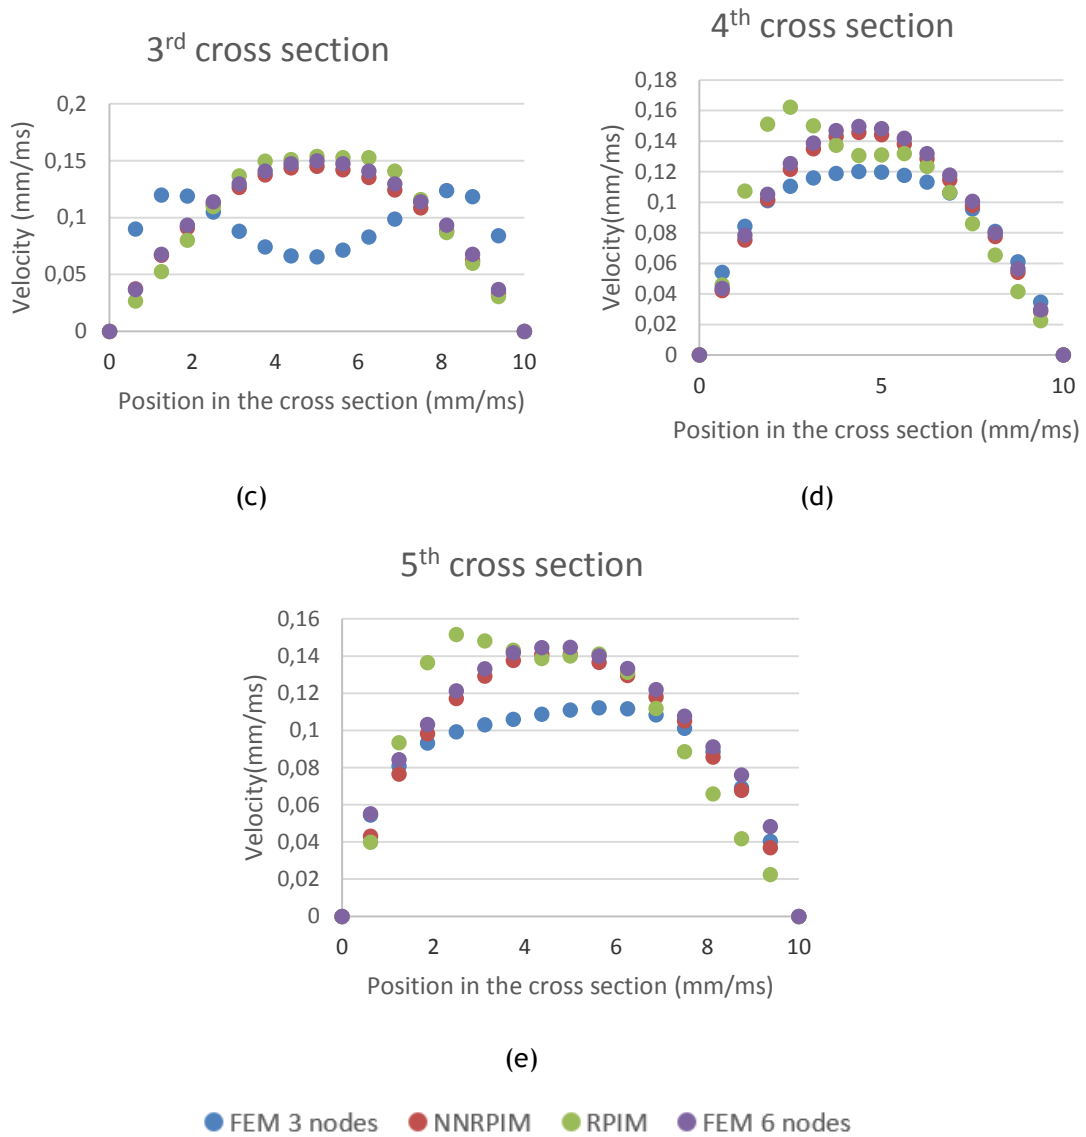 3rd cross section
0,2
0,15
0,1
0,05
0
Velocity (mm/ms)
0 2 4 6 8 10
Position in the cross section (mm/ms)
(c)
4th cross section
0,18
0,16
0,14
0,12
0,1
0,08
0,06
0,04
0,02
0
Velocity(mm/ms)
0 5 10
Position in the cross section (mm/ms)
(d)
5th cross section
0,16
0,14
0,12
0,1
0,08
0,06
0,04
0,02
0
Velocity(mm/ms)
0 2 4 6 8 10
Position in the cross section (mm/ms)
(e)
FEM 3 nodes NNRPIM RPIM FEM 6 nodes